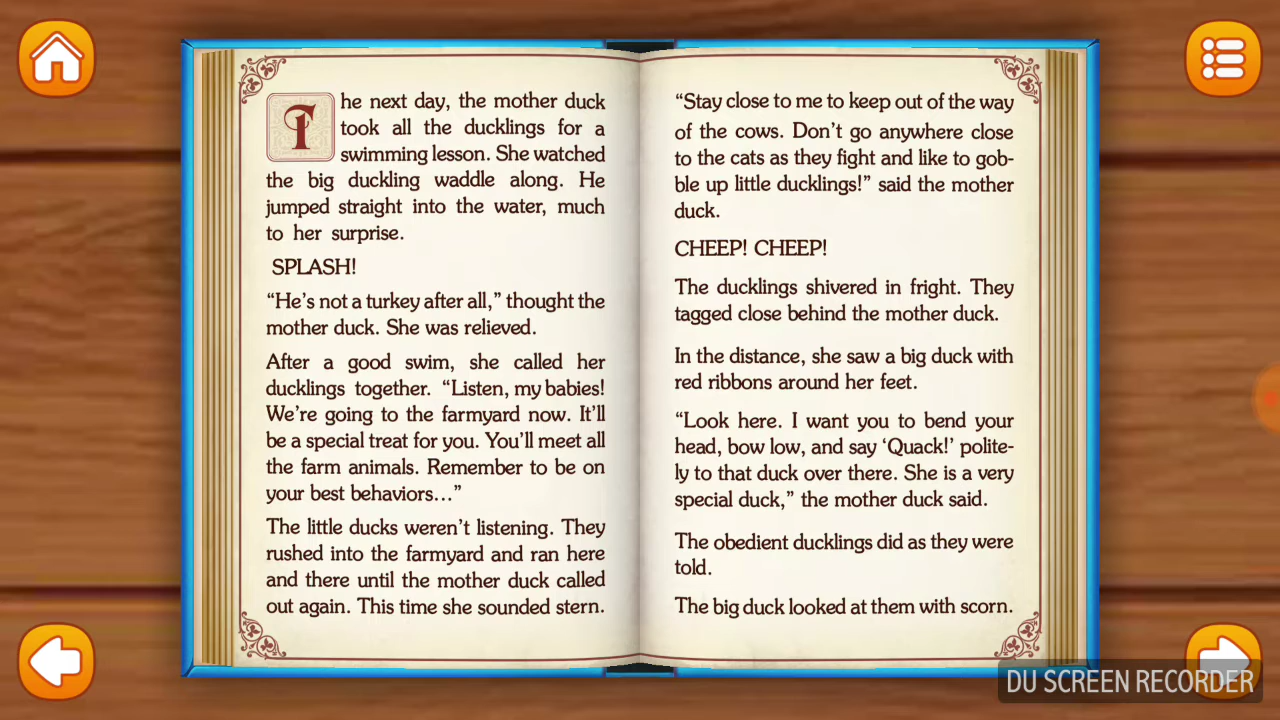 The next day, the mother duck
took all the ducklings for a
swimming lesson. She watched
the big duckling waddle along. He
jumped straight into the water, much
to her surprise.
SPLASH!
“He’s not a turkey after all,” thought the
mother duck. She was relieved.
After a good swim, she called her
ducklings together. “Listen, my babies!
We’re going to the farmyard now. It’ll
be a special treat for you. You’ll meet all
the farm animals. Remember to be on
your best behaviors…”
The little ducks weren’t listening. They
rushed into the farmyard and ran here
and there until the mother duck called
out again. This time she sounded stern.
“Stay close to me to keep out of the way
of the cows. Don’t go anywhere close
to the cats as they fight and like to gob-
ble up little ducklings!” said the mother
duck.
CHEEP! CHEEP!
The ducklings shivered in fright. They
tagged close behind the mother duck.
In the distance, she saw a big duck with
red ribbons around her feet.
“Look here. I want you to bend your
head, bow low, and say ‘Quack!’ polite-
ly to that duck over there. She is a very
special duck,” the mother duck said.
The obedient ducklings did as they were
told.
The big duck looked at them with scorn.
DU SCREEN RECORDER